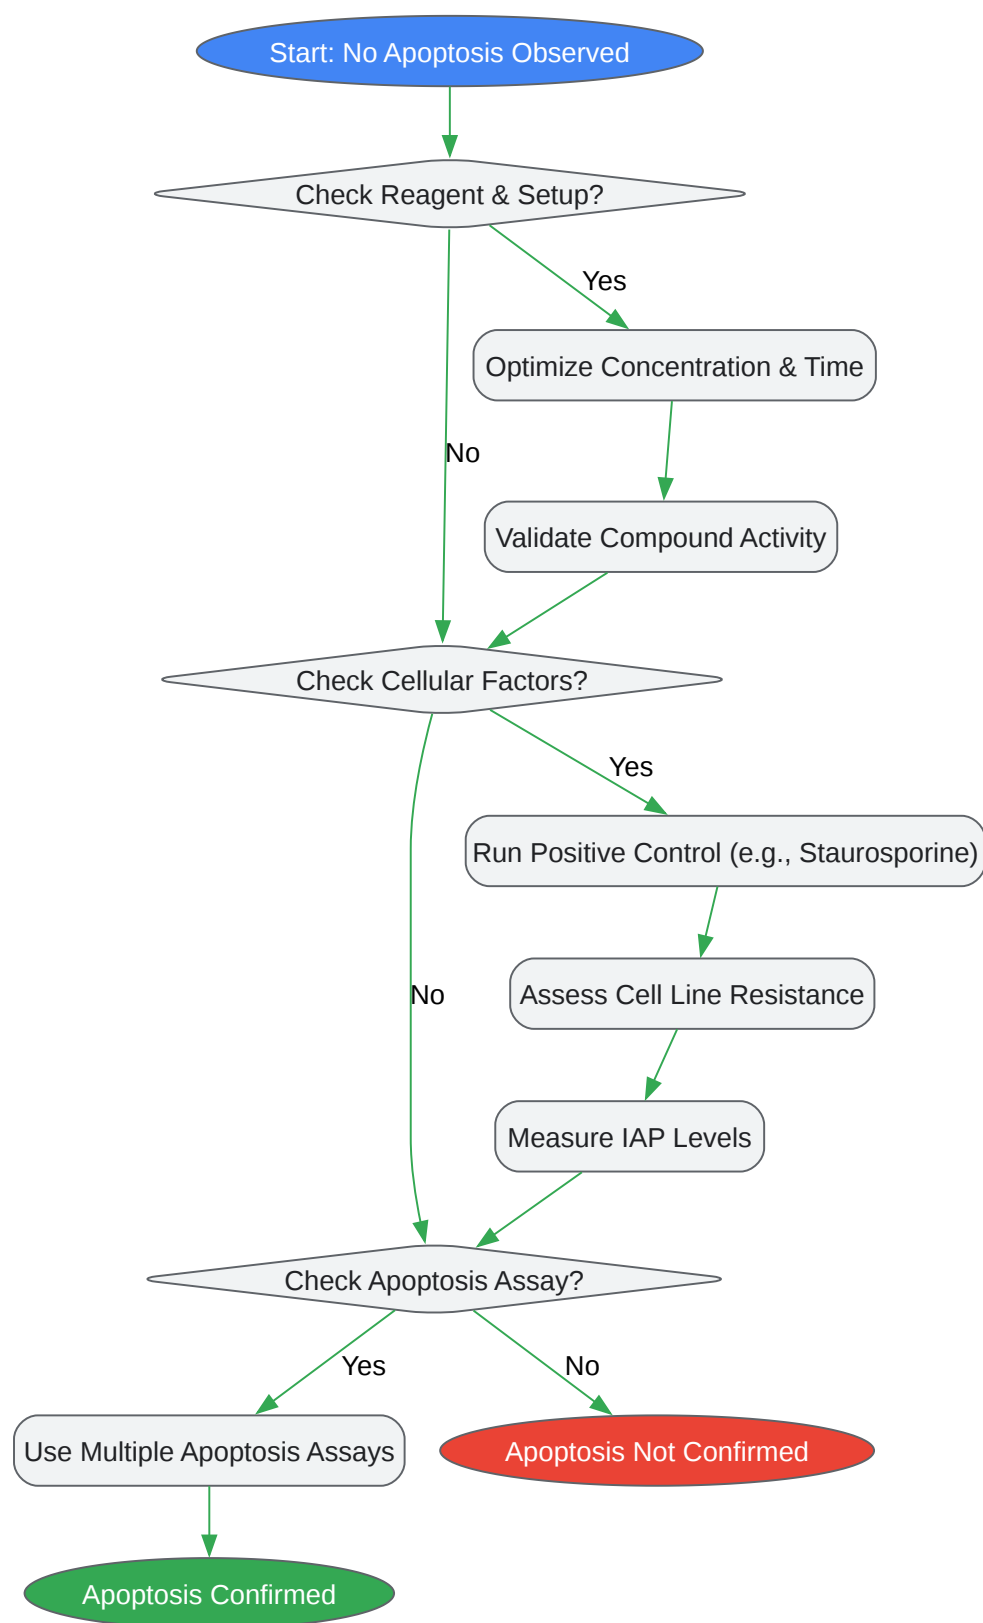 Start: No Apoptosis Observed
Check Reagent & Setup?
Yes
Optimize Concentration & Time
No
Validate Compound Activity
Check Cellular Factors?
Yes
Run Positive Control (e.g., Staurosporine)
Assess Cell Line Resistance
No
Measure IAP Levels
Check Apoptosis Assay?
Yes
No
Use Multiple Apoptosis Assays
Apoptosis Not Confirmed
Apoptosis Confirmed